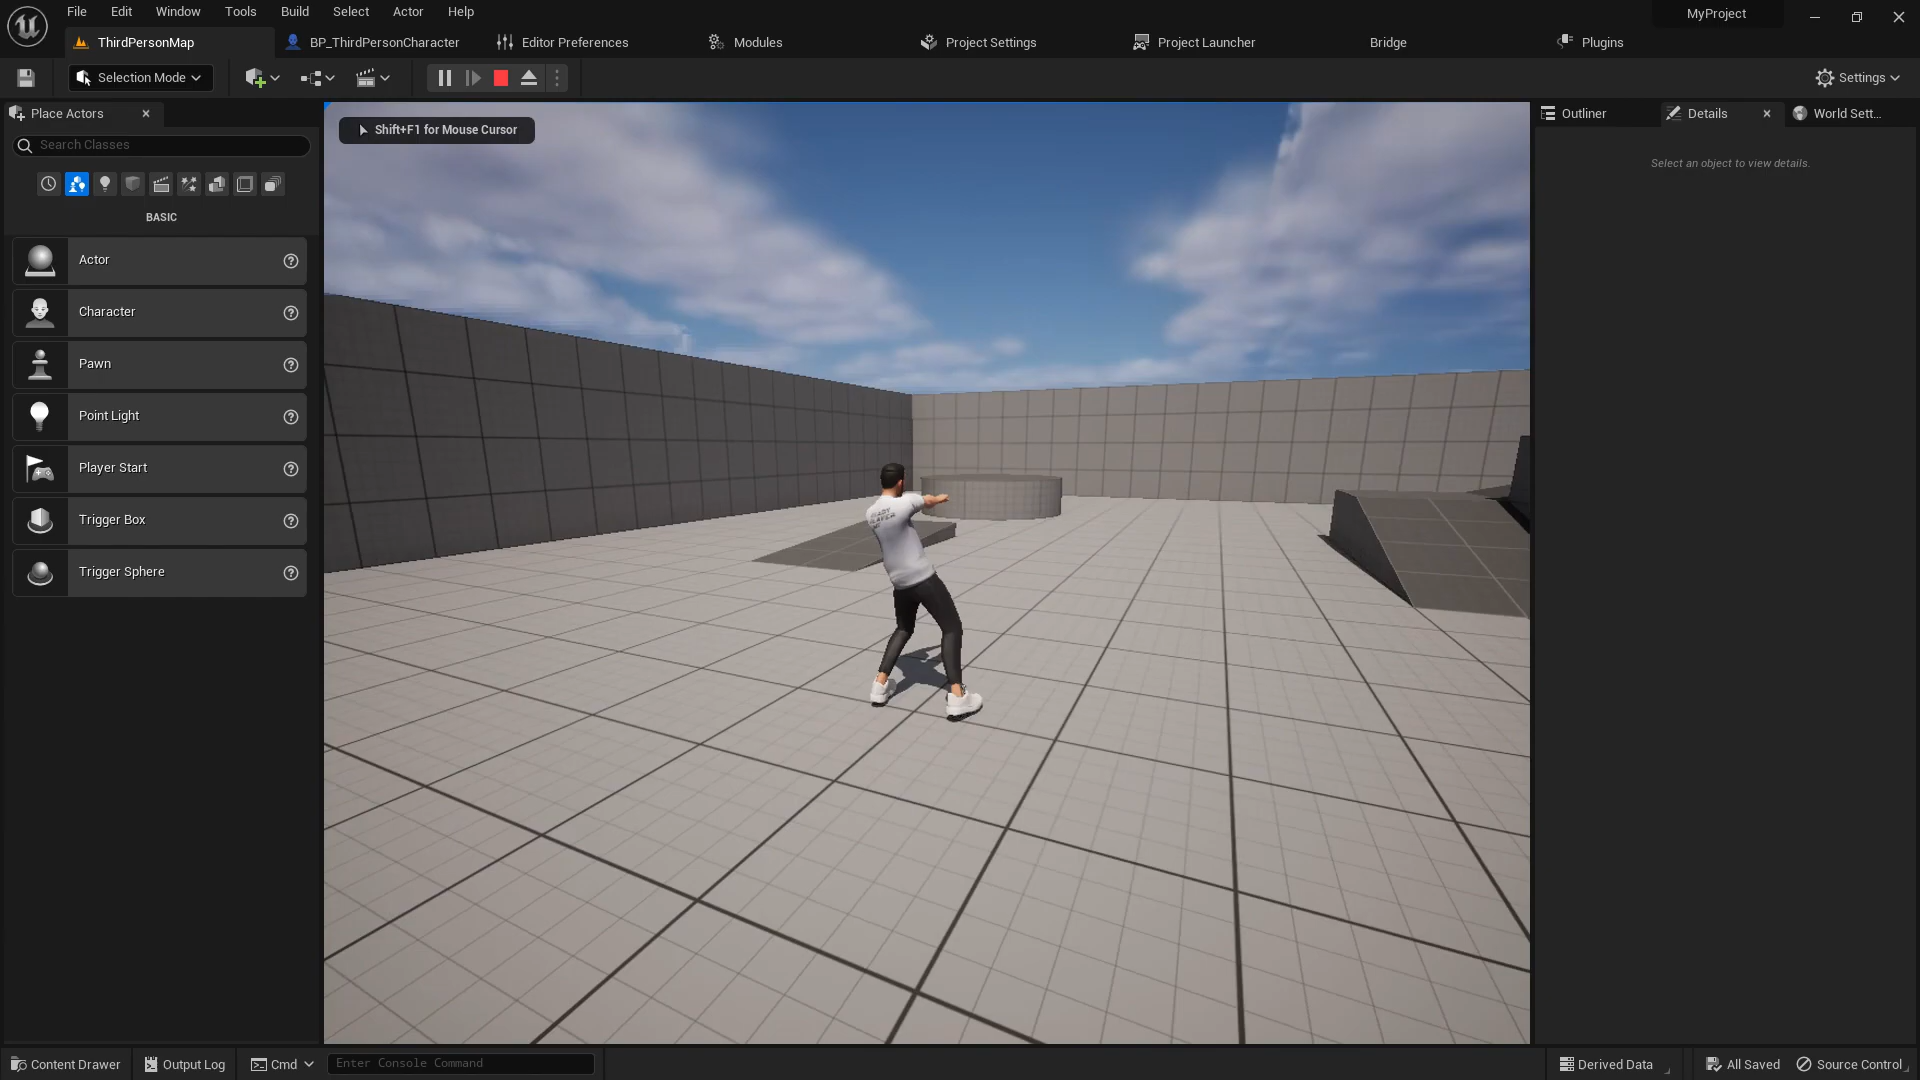 File Edit Window Tools Build Select Actor Help
MyProject
ThirdPersonMap
BP_ThirdPersonCharacter
Editor Preferences
Modules
Project Settings
Project Launcher
Bridge
Plugins
Selection Mode
Settings
Place Actors
Search Classes
BASIC
Actor
Character
Pawn
Point Light
Player Start
Trigger Box
Trigger Sphere
Shift+F1 for Mouse Cursor
Outliner
Details
World Sett...
Select an object to view details.
Content Drawer
Output Log
Cmd
Enter Console Command
Derived Data
All Saved
Source Control